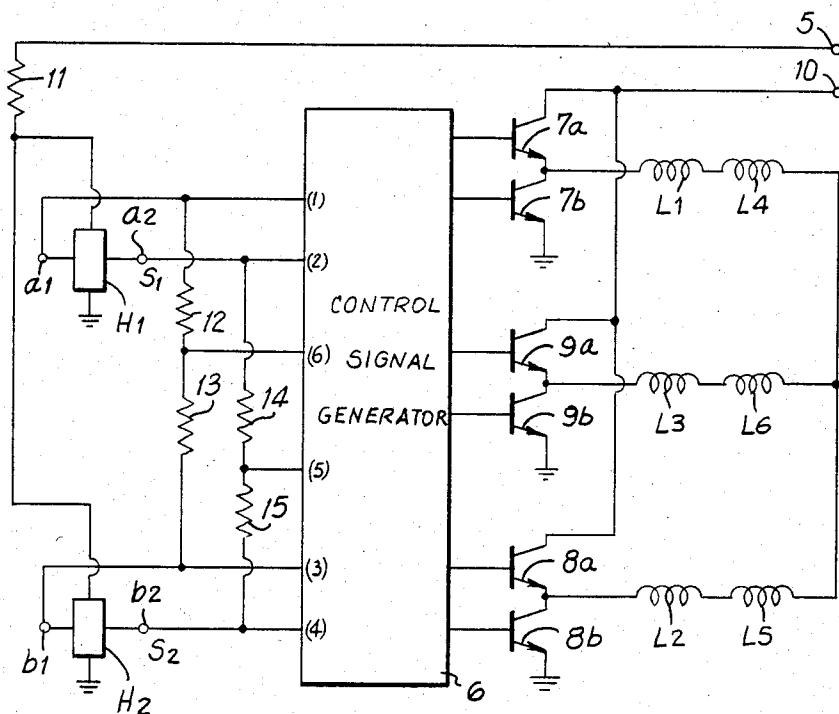 5
11
10
7a
(1)
a2
7b
L1
L4
(2)
a1
S1
H1
12
CONTROL
9a
(6)
SIGNAL
13
14
GENERATOR
9b
L3
L6
(5)
15
8a
(3)
b2
(4)
8b
L2
L5
b1
S2
H2
6